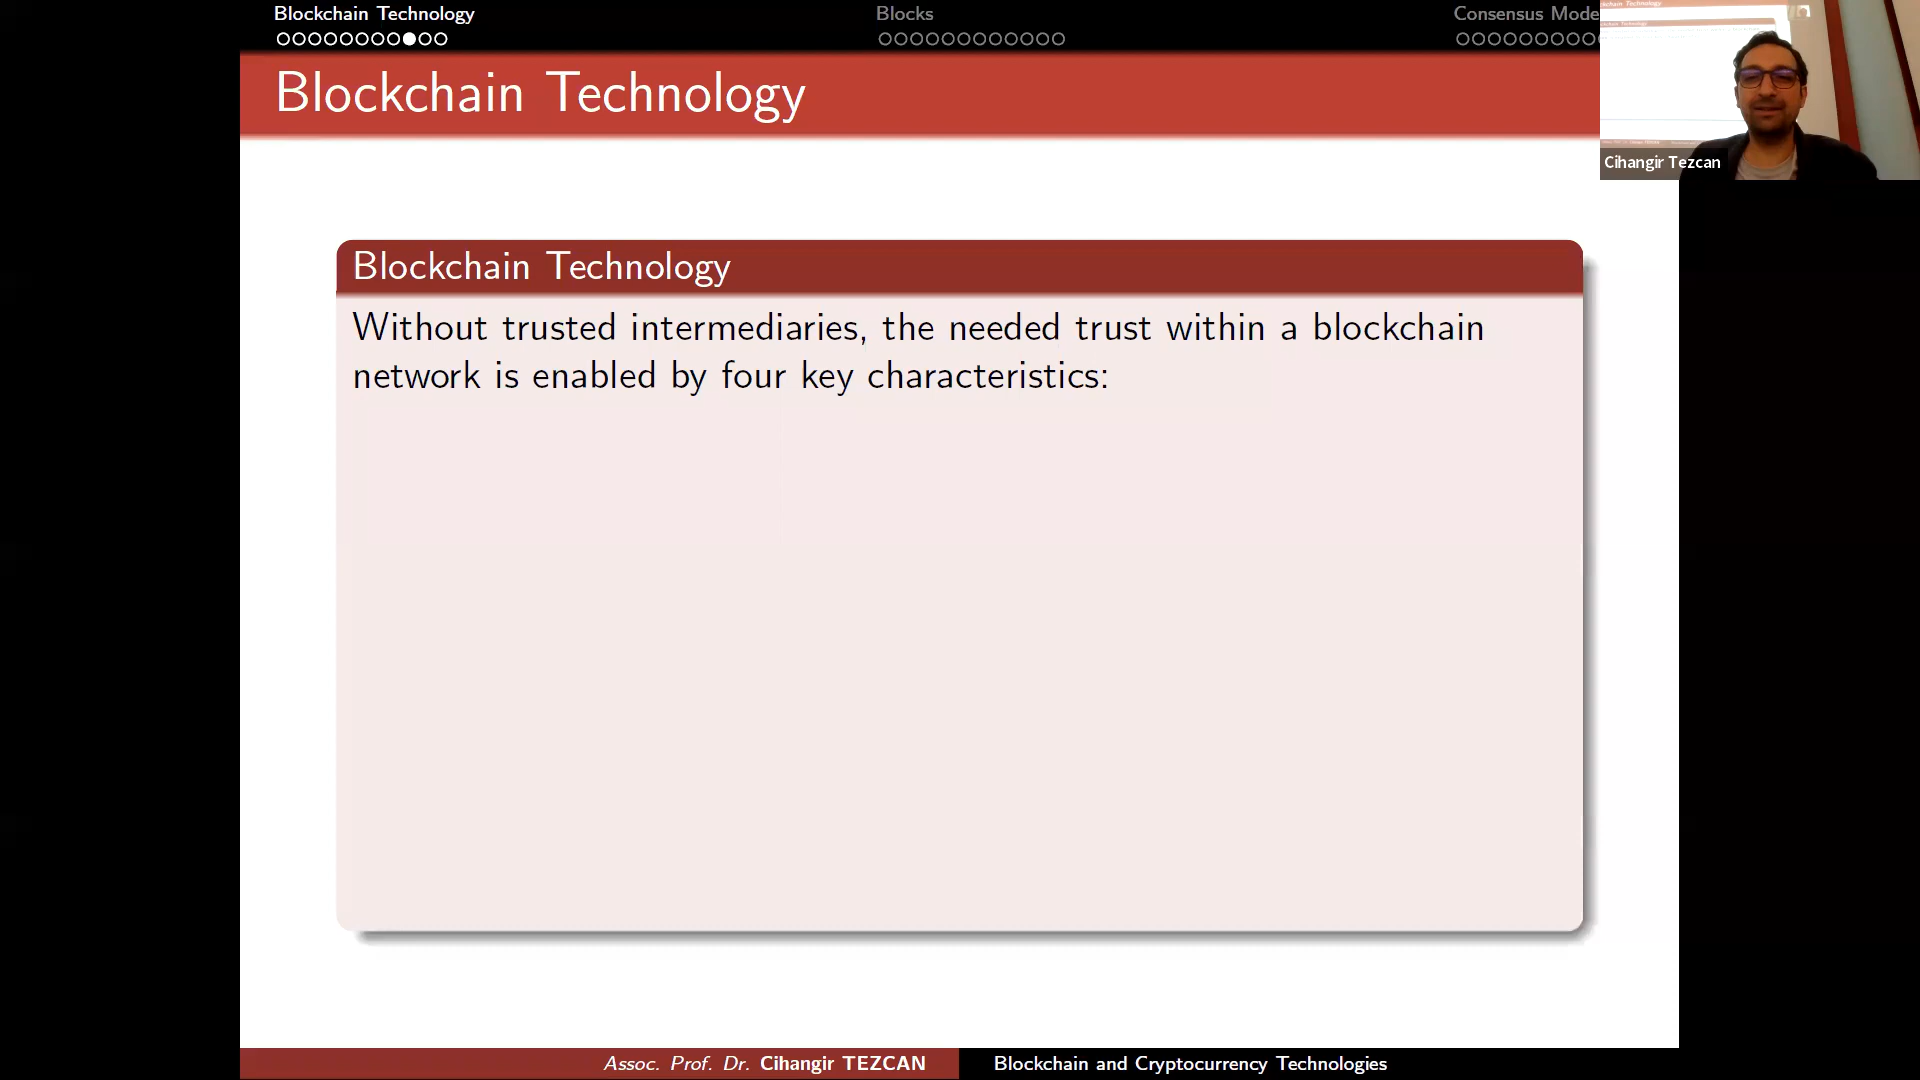 Blockchain Technology
Blocks
Consensus Mode
Blockchain Technology
Cihangir Tezcan
Blockchain Technology
Without trusted intermediaries, the needed trust within a blockchain
network is enabled by four key characteristics:
Assoc. Prof. Dr. Cihangir TEZCAN
Blockchain and Cryptocurrency Technologies